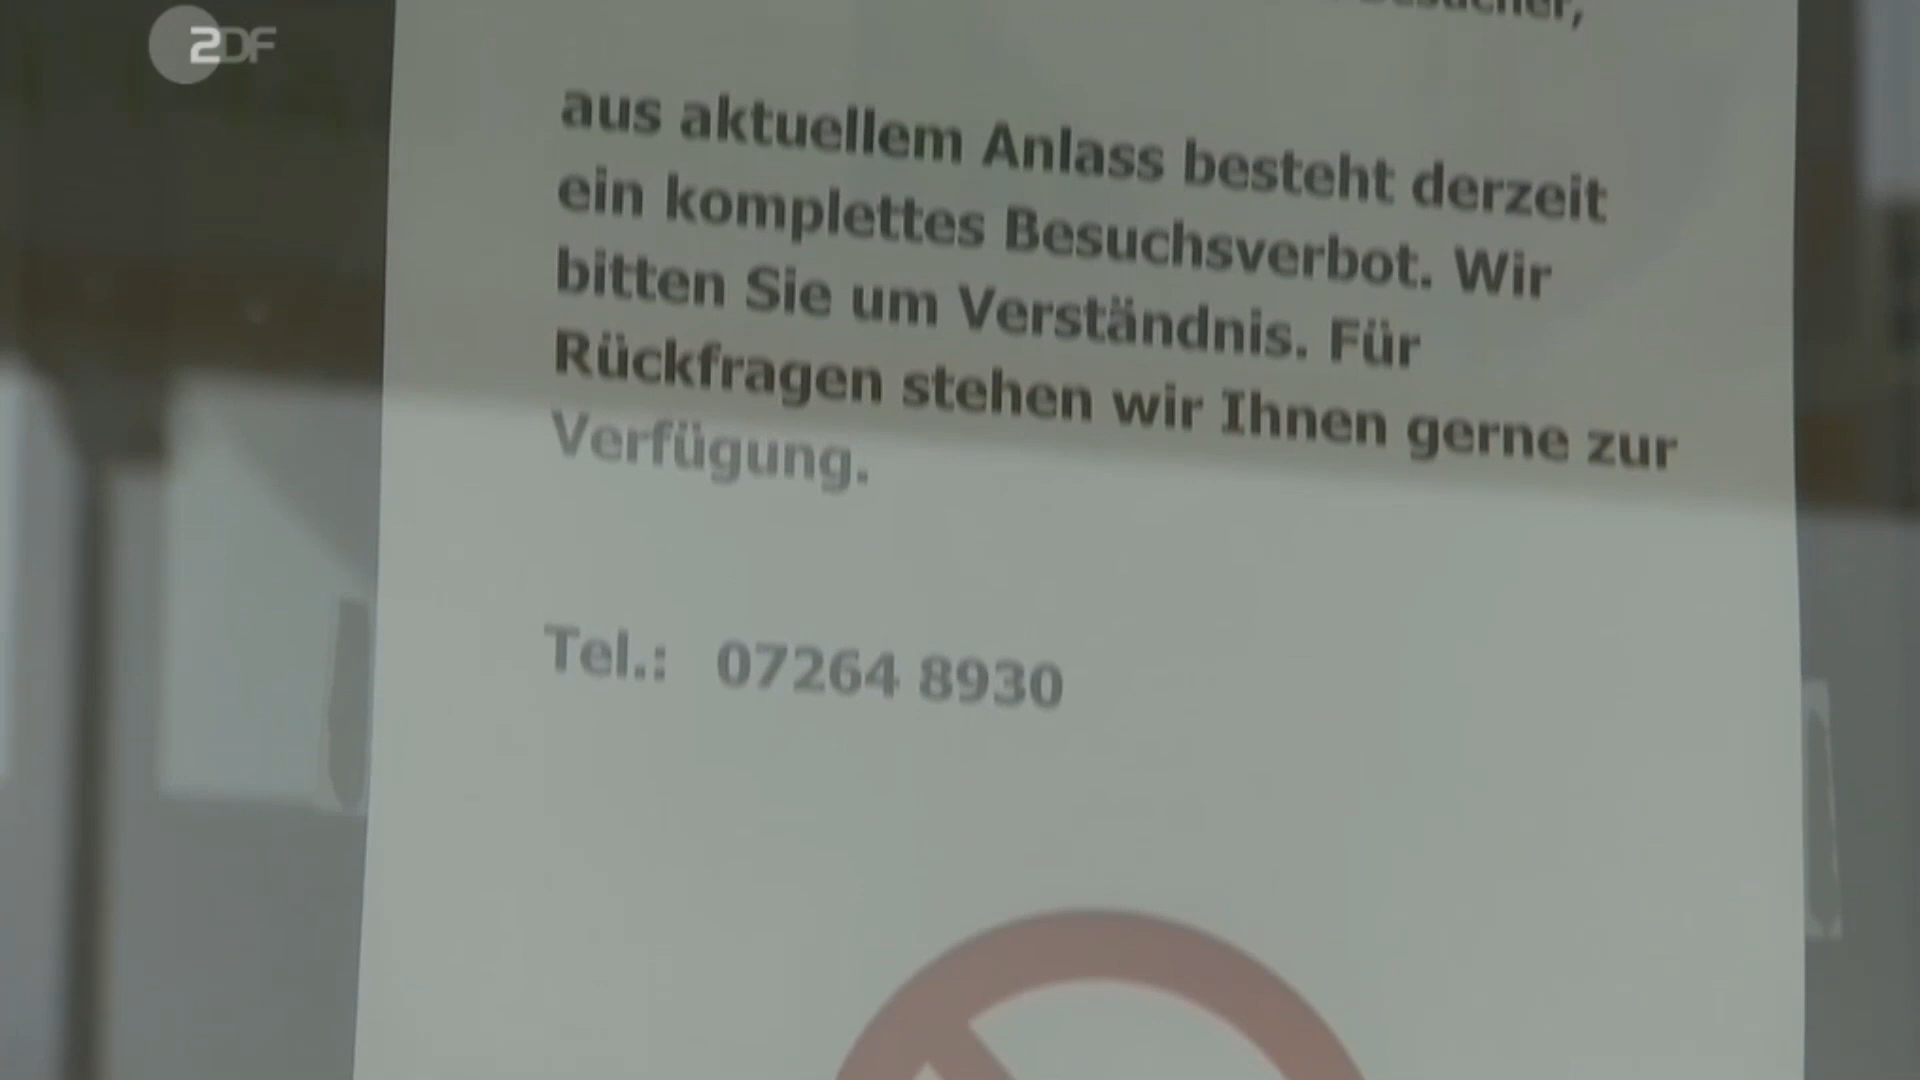 ZDF
aus aktuellem Anlass besteht derzeit
ein komplettes Besuchsverbot. Wir
bitten Sie um Verständnis. Für
Rückfragen stehen wir Ihnen gerne zur
Verfügung.
Tel.: 07264 8930